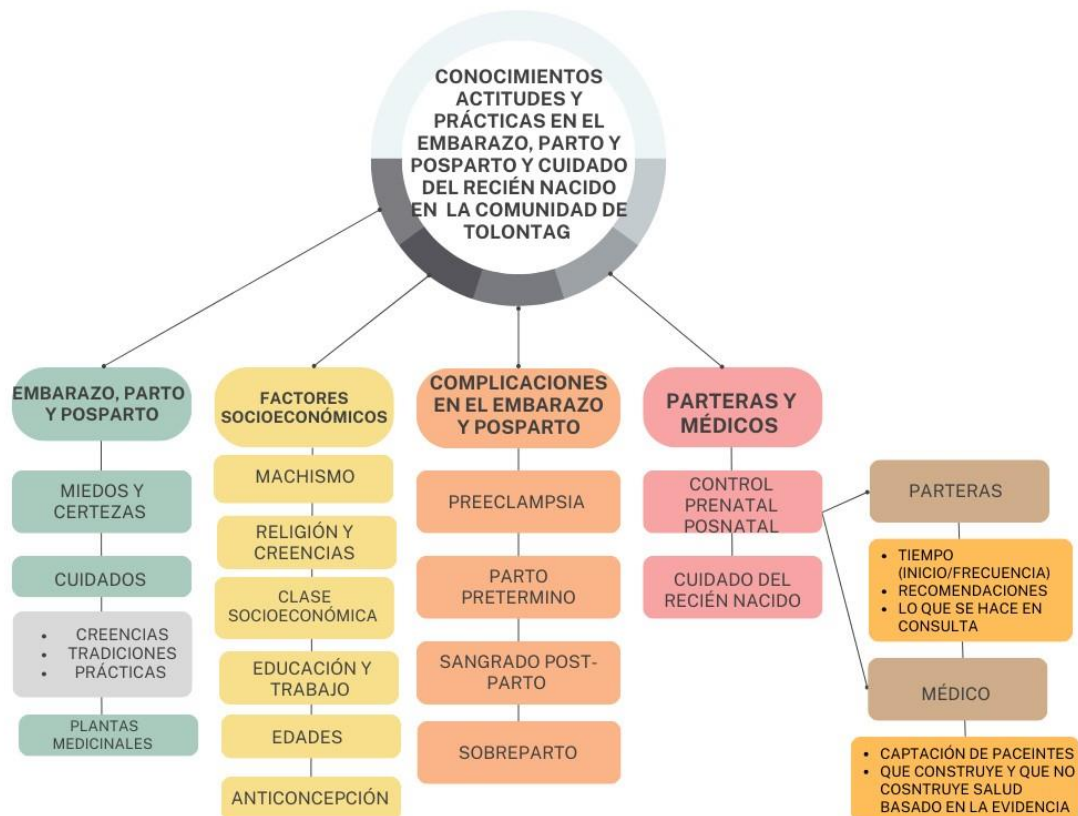 CONOCIMIENTOS
ACTITUDES Y
PRÁCTICAS EN EL
EMBARAZO, PARTO Y
POSPARTO Y CUIDADO
DEL RECIÉN NACIDO
EN LA COMUNIDAD DE
TOLONTAG
EMBARAZO, PARTO
Y POSPARTO
MIEDOS Y
CERTEZAS
CUIDADOS
• CREENCIAS
• TRADICIONES
• PRÁCTICAS
PLANTAS
MEDICINALES
FACTORES
SOCIOECONÓMICOS
MACHISMO
RELIGIÓN Y
CREENCIAS
CLASE
SOCIOECONÓMICA
EDUCACIÓN Y
TRABAJO
EDADES
ANTICONCEPCIÓN
COMPLICACIONES
EN EL EMBARAZO
Y POSPARTO
PREECLAMPSIA
PARTO
PRETERMINO
SANGRADO POST-
PARTO
SOBREPARTO
PARTERAS Y
MÉDICOS
CONTROL
PRENATAL
POSNATAL
CUIDADO DEL
RECIÉN NACIDO
PARTERAS
• TIEMPO
(INICIO/FRECUENCIA)
• RECOMENDACIONES
• LO QUE SE HACE EN
CONSULTA
MÉDICO
• CAPTACIÓN DE PACEINTES
• QUE CONSTRUYE Y QUE NO
COSNTRUYE SALUD
BASADO EN LA EVIDENCIA